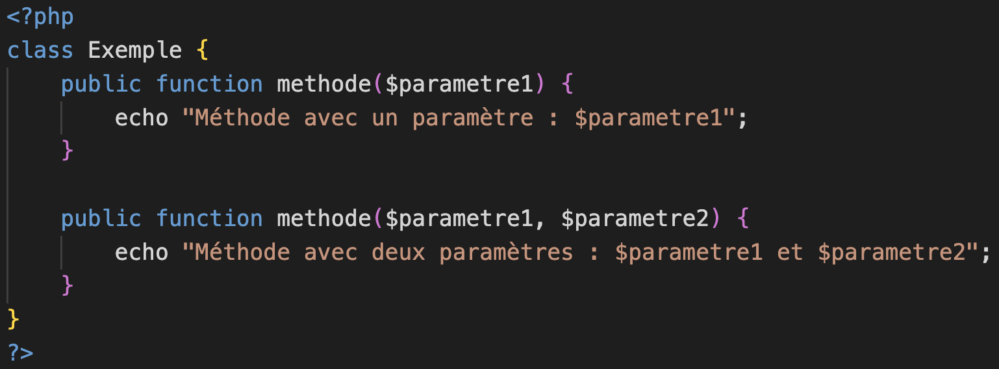 <?php
class Exemple {
    public function methode($parametre1) {
        echo "Méthode avec un paramètre : $parametre1";
    }

    public function methode($parametre1, $parametre2) {
        echo "Méthode avec deux paramètres : $parametre1 et $parametre2";
    }
}
?>